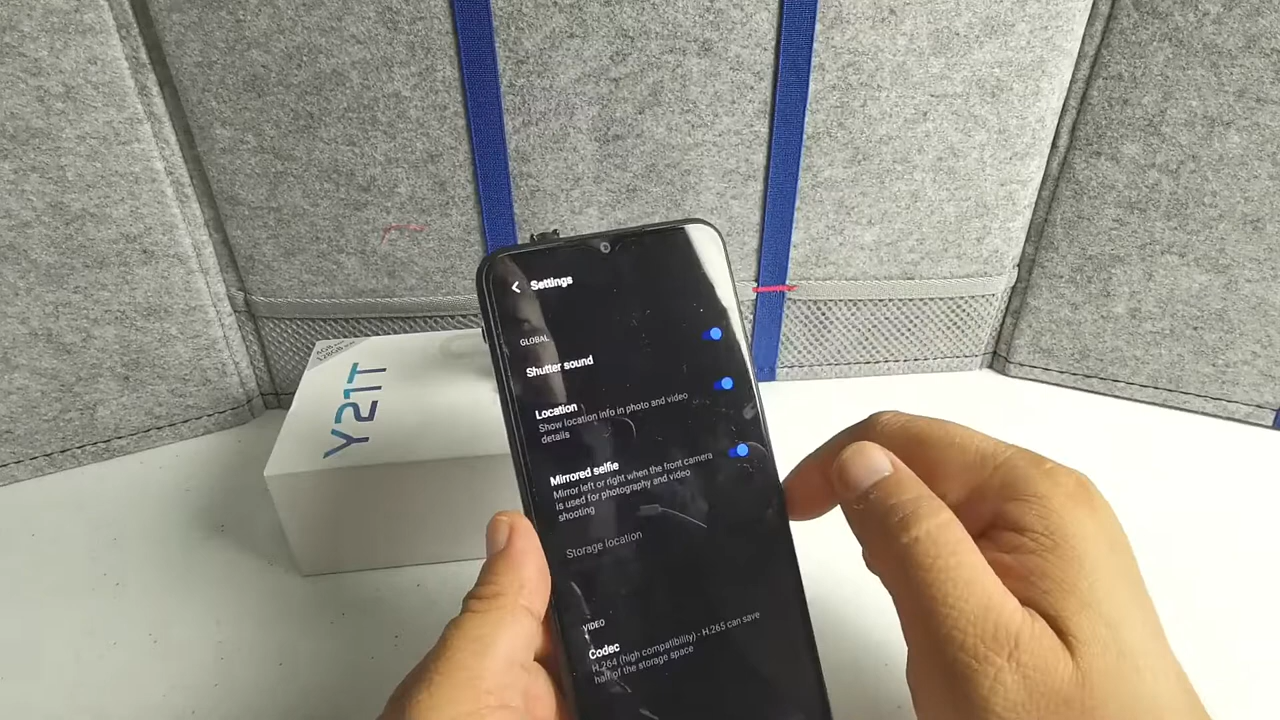 Settings
GLOBAL
Shutter sound
Location
Show location info in photo and video
details
Mirrored selfie
Mirror left or right when the front camera
is used for photography and video
shooting
Storage location
VIDEO
Codec
H.264 (high compatibility) - H.265 can save
half of the storage space
Y21T
4GB
128GB